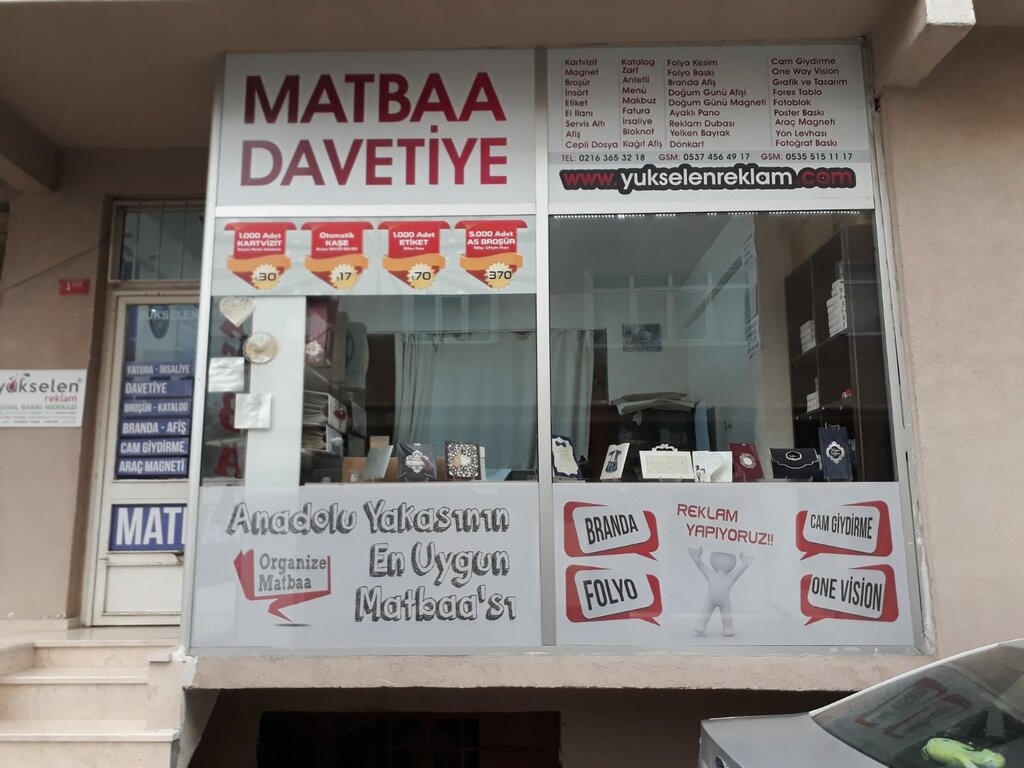 MATBAA
DAVETİYE
Kartvizit
Magnet
Broşür
İnsört
Etiket
El İlanı
Servis Altı
Afiş
Cepli Dosya
Katalog
Zarf
Antetli
Menü
Makbuz
Fatura
İrsaliye
Bloknot
Kağıt Afiş
Folyo Kesim
Folyo Baskı
Branda Afiş
Doğum Günü Afişi
Doğum Günü Magneti
Ayaklı Pano
Reklam Dubası
Yelken Bayrak
Dönkart
Cam Giydirme
One Way Vision
Grafik ve Tasarım
Forex Tablo
Fotoblok
Poster Baskı
Araç Magneti
Yön Levhası
Fotoğraf Baskı
TEL: 0216 365 32 18 GSM: 0537 456 49 17 GSM: 0535 515 11 17
www.yukselenreklam.com
1.000 Adet
KARTVİZİT
30
Otomatik
KAŞE
17
1.000 Adet
ETİKET
70
5.000 Adet
A5 BROŞÜR
370
YÜKSELEN
FATURA - İRSALİYE
DAVETİYE
BROŞÜR - KATALOG
BRANDA - AFİŞ
CAM GİYDİRME
ARAÇ MAGNETİ
MATB
yükselen
reklam
DİJİTAL BASKI MERKEZİ
Anadolu Yakasının
En Uygun
Matbaa'sı
Organize
Matbaa
BRANDA
FOLYO
REKLAM
YAPIYORUZ!!
CAM GİYDİRME
ONE VİSİON